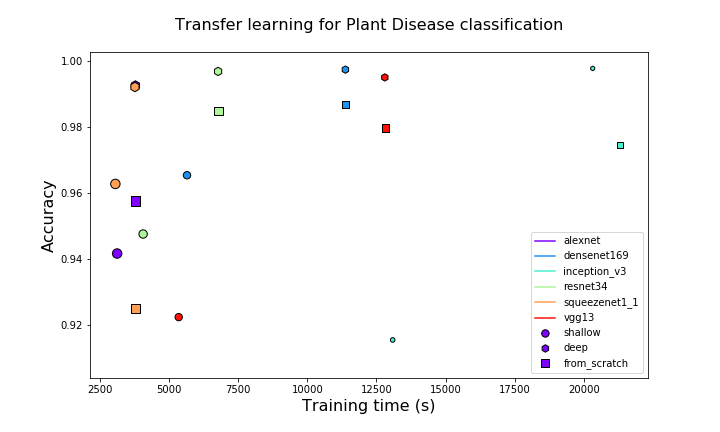 Transfer learning for Plant Disease classification
1.00
0.98
0.96
0.94
0.92
Accuracy
2500
5000
7500
10000
12500
15000
17500
20000
Training time (s)
alexnet
densenet169
inception_v3
resnet34
squeezenet1_1
vgg13
shallow
deep
from_scratch